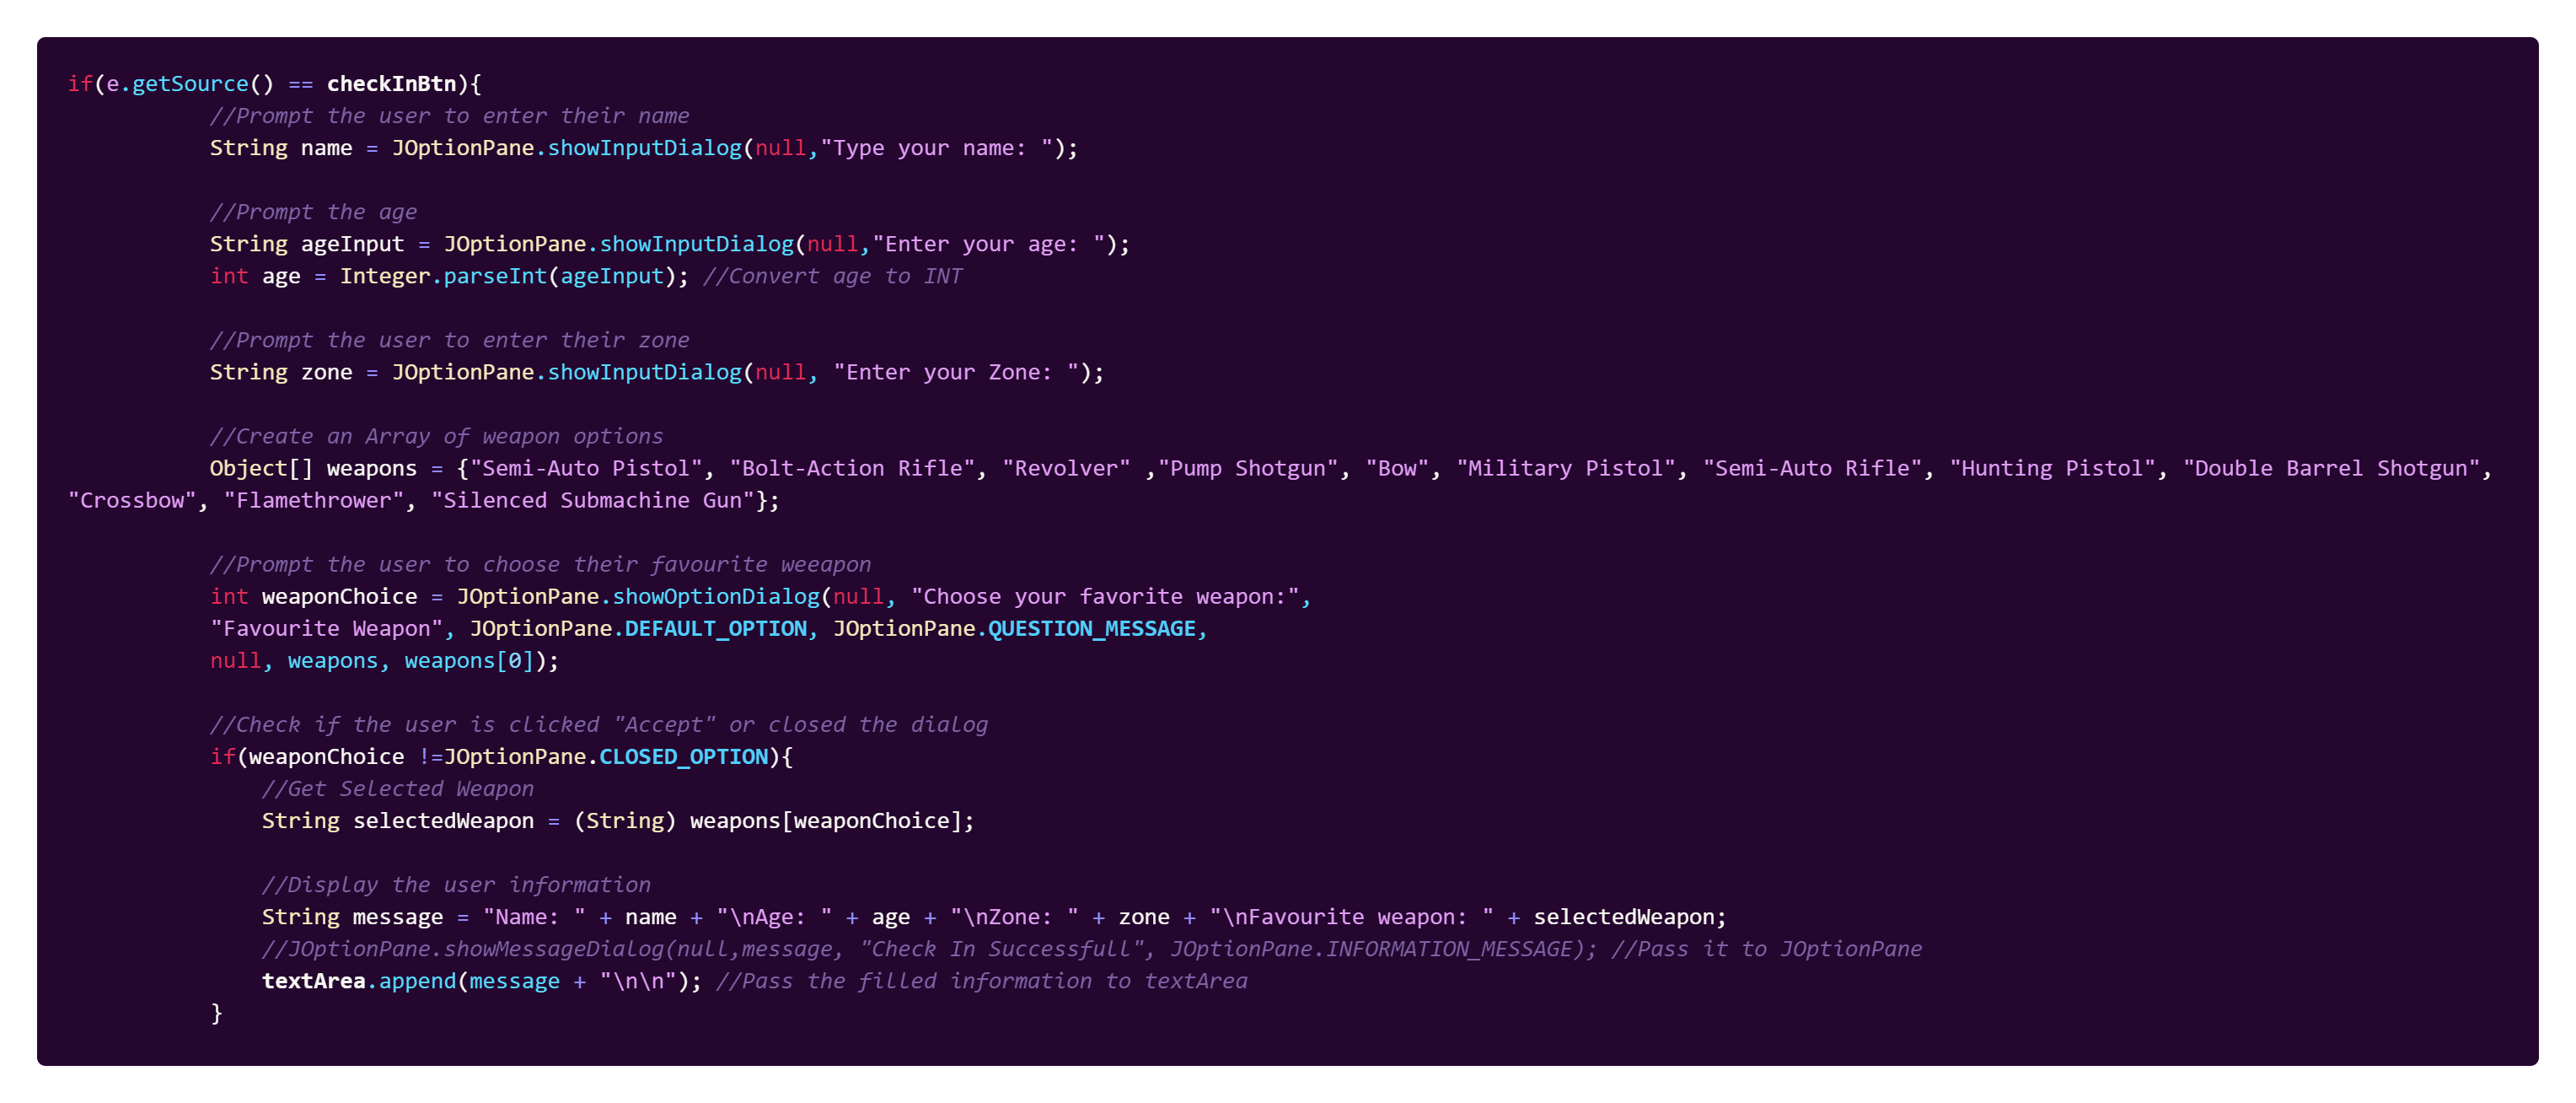 if(e.getSource() == checkInBtn){
//Prompt the user to enter their name
String name = JOptionPane.showInputDialog(null,"Type your name: ");
//Prompt the age
String ageInput = JOptionPane.showInputDialog(null,"Enter your age: ");
int age = Integer.parseInt(ageInput); //Convert age to INT
//Prompt the user to enter their zone
String zone = JOptionPane.showInputDialog(null, "Enter your Zone: ");
//Create an Array of weapon options
Object[] weapons = {"Semi-Auto Pistol", "Bolt-Action Rifle", "Revolver" ,"Pump Shotgun", "Bow", "Military Pistol", "Semi-Auto Rifle", "Hunting Pistol", "Double Barrel Shotgun",
"Crossbow", "Flamethrower", "Silenced Submachine Gun"};
//Prompt the user to choose their favourite weeapon
int weaponChoice = JOptionPane.showOptionDialog(null, "Choose your favorite weapon:",
"Favourite Weapon", JOptionPane.DEFAULT_OPTION, JOptionPane.QUESTION_MESSAGE,
null, weapons, weapons[0]);
//Check if the user is clicked "Accept" or closed the dialog
if(weaponChoice !=JOptionPane.CLOSED_OPTION){
//Get Selected Weapon
String selectedWeapon = (String) weapons[weaponChoice];
//Display the user information
String message = "Name: " + name + "\nAge: " + age + "\nZone: " + zone + "\nFavourite weapon: " + selectedWeapon;
//JOptionPane.showMessageDialog(null,message, "Check In Successfull", JOptionPane.INFORMATION_MESSAGE); //Pass it to JOptionPane
textArea.append(message + "\n\n"); //Pass the filled information to textArea
}